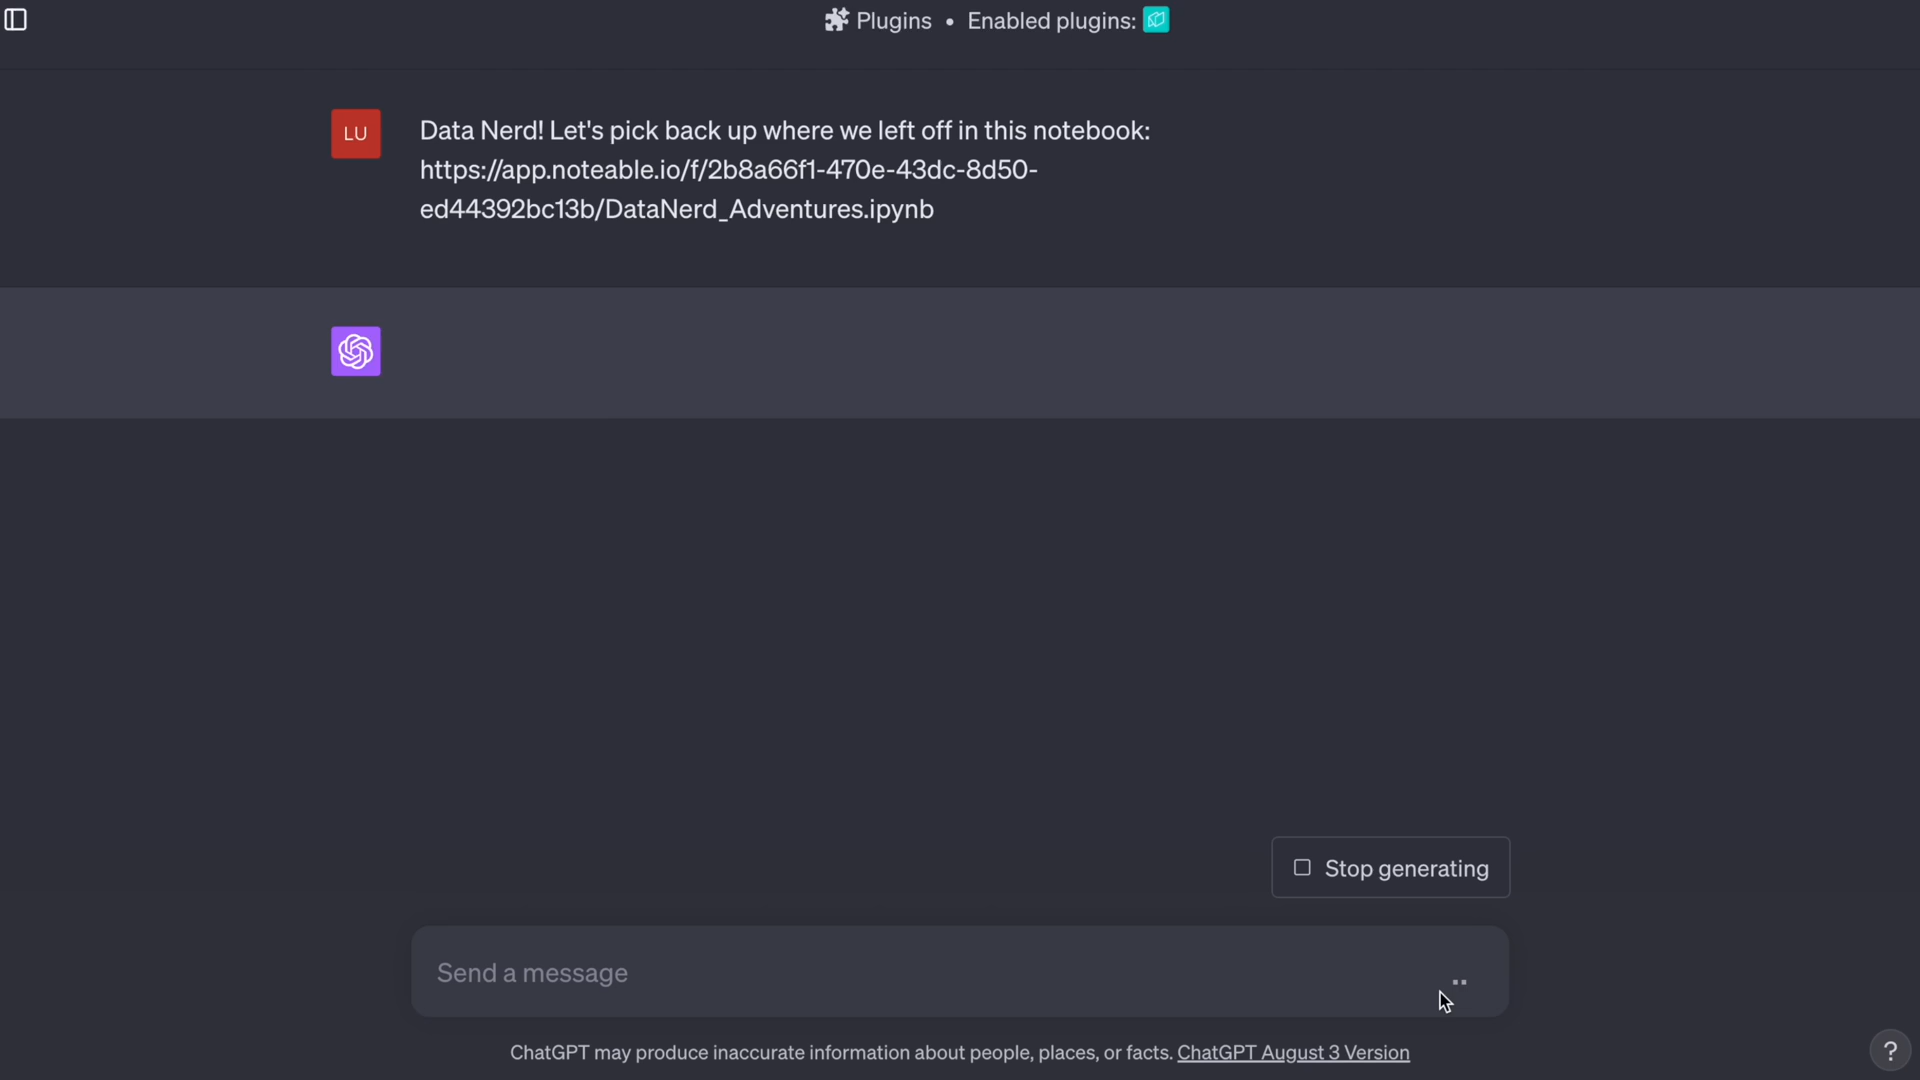 Plugins • Enabled plugins:
LU
Data Nerd! Let's pick back up where we left off in this notebook:
https://app.noteable.io/f/2b8a66f1-470e-43dc-8d50-
ed44392bc13b/DataNerd_Adventures.ipynb
Stop generating
Send a message
ChatGPT may produce inaccurate information about people, places, or facts. ChatGPT August 3 Version
?